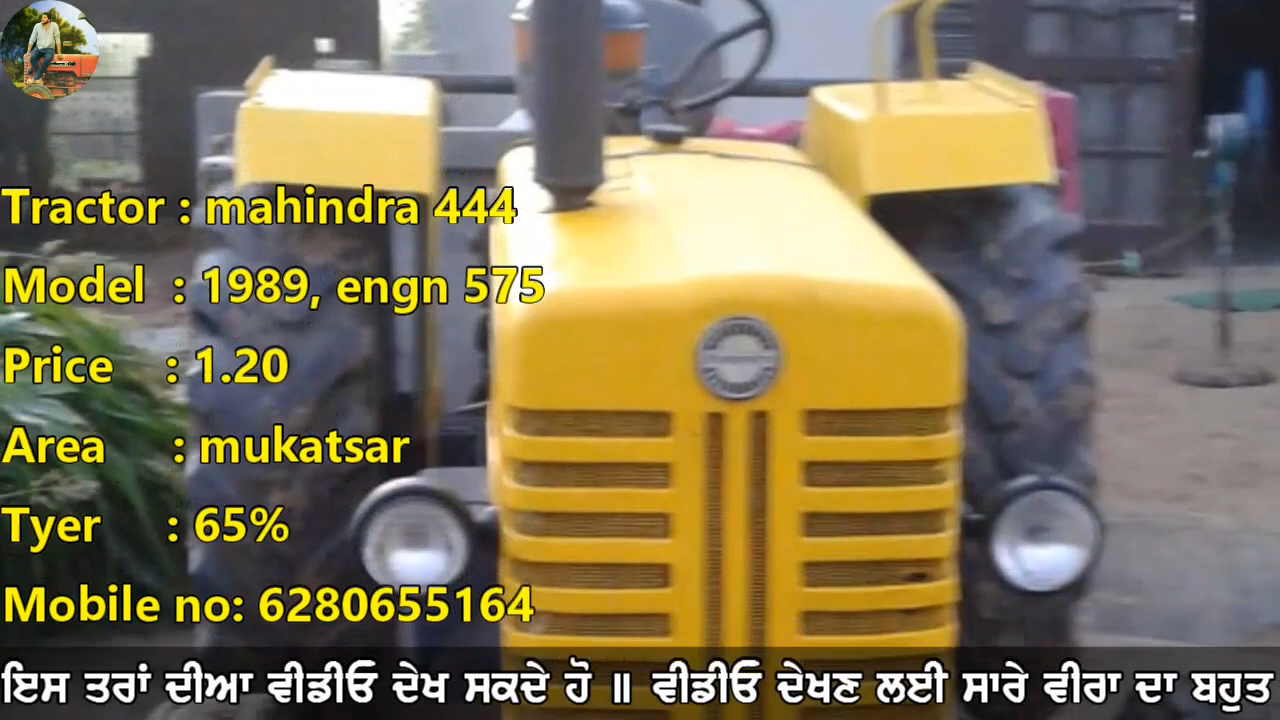 Tractor : mahindra 444
Model : 1989, engn 575
Price : 1.20
Area : mukatsar
Tyer : 65%
Mobile no: 6280655164
ਇਸ ਤਰਾਂ ਦੀਆ ਵੀਡੀਓ ਦੇਖ ਸਕਦੇ ਹੋ ॥ ਵੀਡੀਓ ਦੇਖਣ ਲਈ ਸਾਰੇ ਵੀਰਾ ਦਾ ਬਹੁਤ